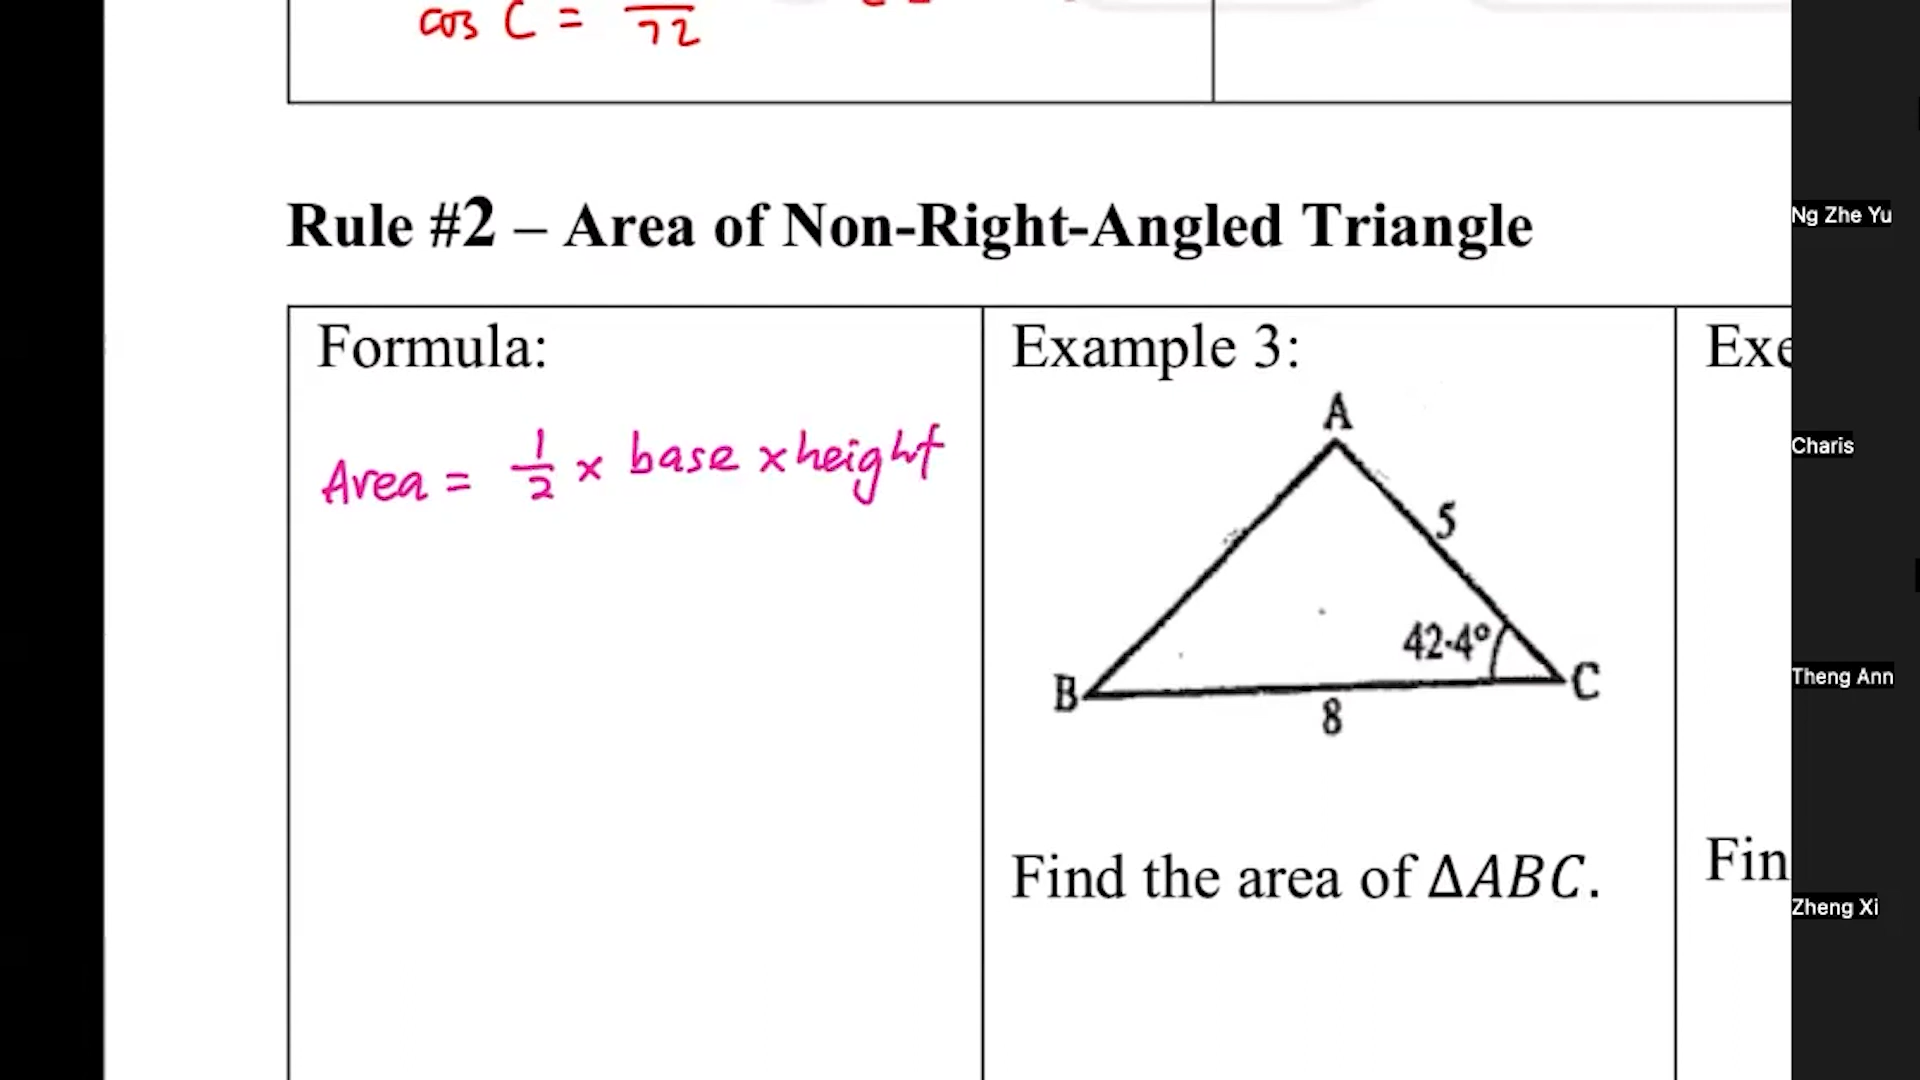 cos C = 72
Rule #2 – Area of Non-Right-Angled Triangle
Formula:
Area = 1/2 x base x height
Example 3:
A
5
42·4°
B
C
8
Find the area of ΔABC.
Exe
Fin
Ng Zhe Yu
Charis
Theng Ann
Zheng Xi